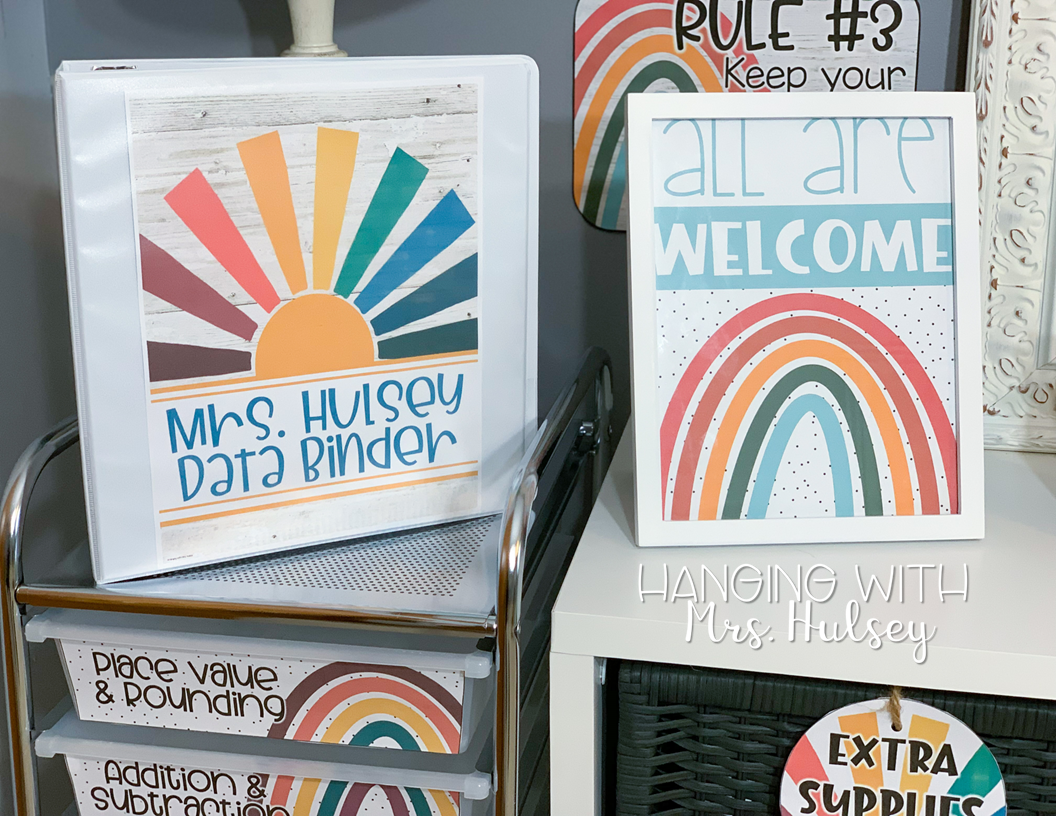 RULE #3
Keep your
all are
WELCOME
Mrs. Hulsey
Data Binder
HANGING WITH
Mrs. Hulsey
Place Value
& Rounding
Addition &
Subtraction
EXTRA
SUPPLIES